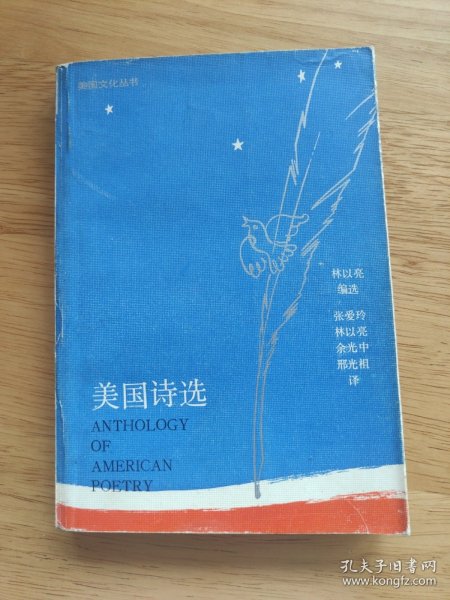 美国文化丛书
林以亮
编选
张爱玲
林以亮
余光中
邢光祖
译
美国诗选
ANTHOLOGY
OF
AMERICAN
POETRY
孔夫子旧书网
www.kongfz.com